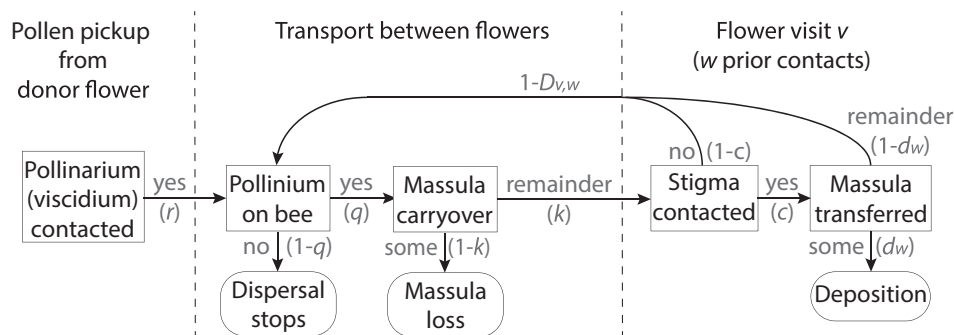 Pollen pickup
from
donor flower
Transport between flowers
Flower visit v
(w prior contacts)
1-Dv,w
remainder
(1-dw)
no (1-c)
Pollinarium
(viscidium)
contacted
yes
(r)
Pollinium
on bee
yes
(q)
Massula
carryover
remainder
(k)
Stigma
contacted
yes
(c)
Massula
transferred
no (1-q)
some (1-k)
some (dw)
Dispersal
stops
Massula
loss
Deposition